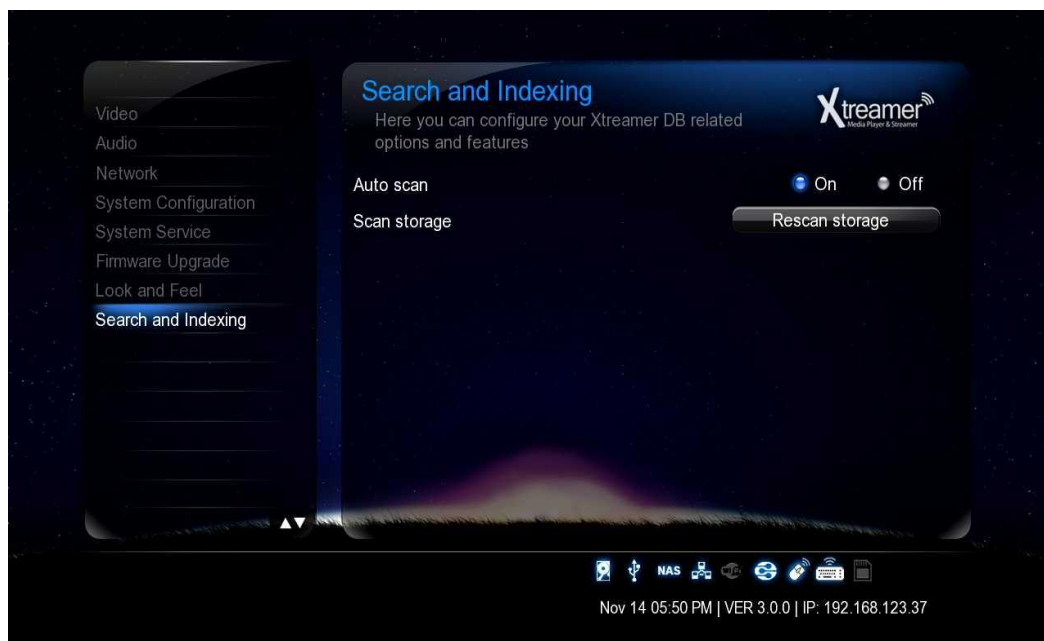 Video
Audio
Network
System Configuration
System Service
Firmware Upgrade
Look and Feel
Search and Indexing
Search and Indexing
Here you can configure your Xtreamer DB related
options and features
Xtreamer
Media Player & Streamer
Auto scan
On
Off
Scan storage
Rescan storage
NAS
Nov 14 05:50 PM | VER 3.0.0 | IP: 192.168.123.37